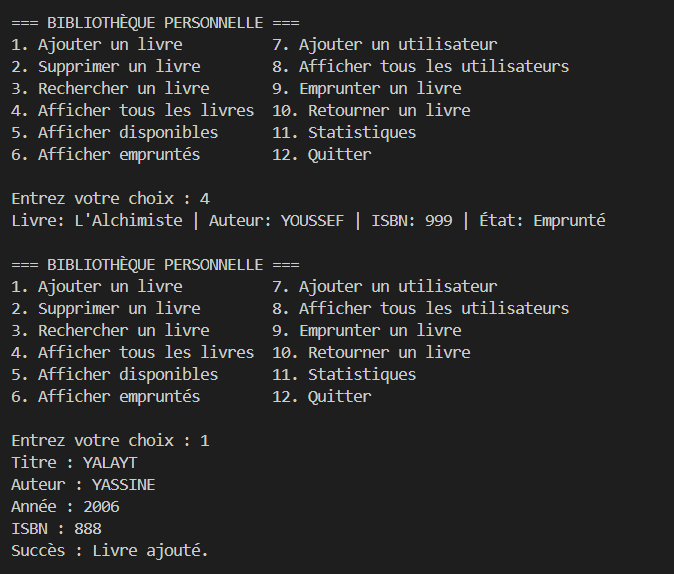 === BIBLIOTHÈQUE PERSONNELLE ===
1. Ajouter un livre          7. Ajouter un utilisateur
2. Supprimer un livre        8. Afficher tous les utilisateurs
3. Rechercher un livre       9. Emprunter un livre
4. Afficher tous les livres  10. Retourner un livre
5. Afficher disponibles      11. Statistiques
6. Afficher empruntés        12. Quitter

Entrez votre choix : 4
Livre: L'Alchimiste | Auteur: YOUSSEF | ISBN: 999 | État: Emprunté

=== BIBLIOTHÈQUE PERSONNELLE ===
1. Ajouter un livre          7. Ajouter un utilisateur
2. Supprimer un livre        8. Afficher tous les utilisateurs
3. Rechercher un livre       9. Emprunter un livre
4. Afficher tous les livres  10. Retourner un livre
5. Afficher disponibles      11. Statistiques
6. Afficher empruntés        12. Quitter

Entrez votre choix : 1
Titre : YALAYT
Auteur : YASSINE
Année : 2006
ISBN : 888
Succès : Livre ajouté.